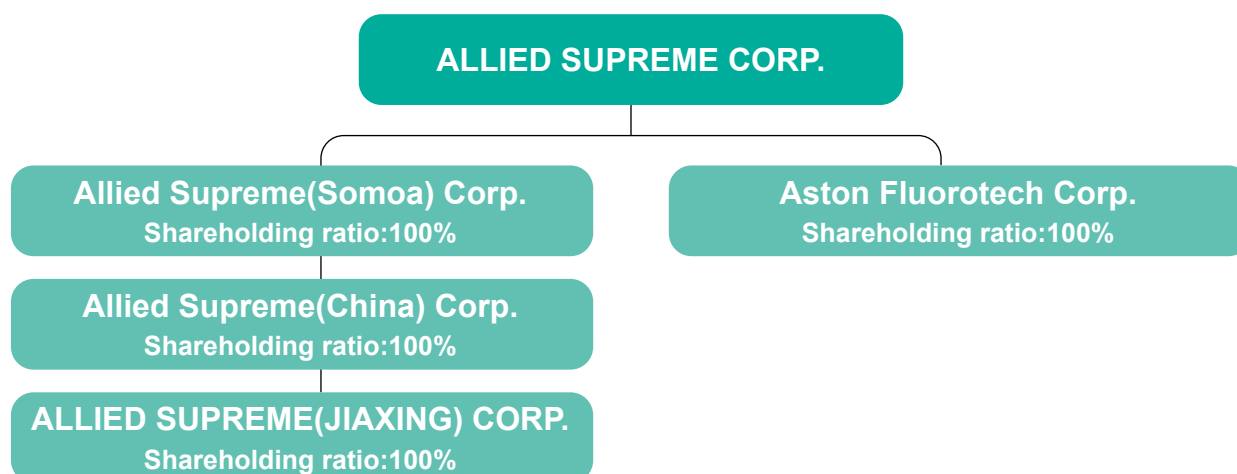 ALLIED SUPREME CORP.
Allied Supreme(Somoa) Corp.
Shareholding ratio:100%
Aston Fluorotech Corp.
Shareholding ratio:100%
Allied Supreme(China) Corp.
Shareholding ratio:100%
ALLIED SUPREME(JIAXING) CORP.
Shareholding ratio:100%